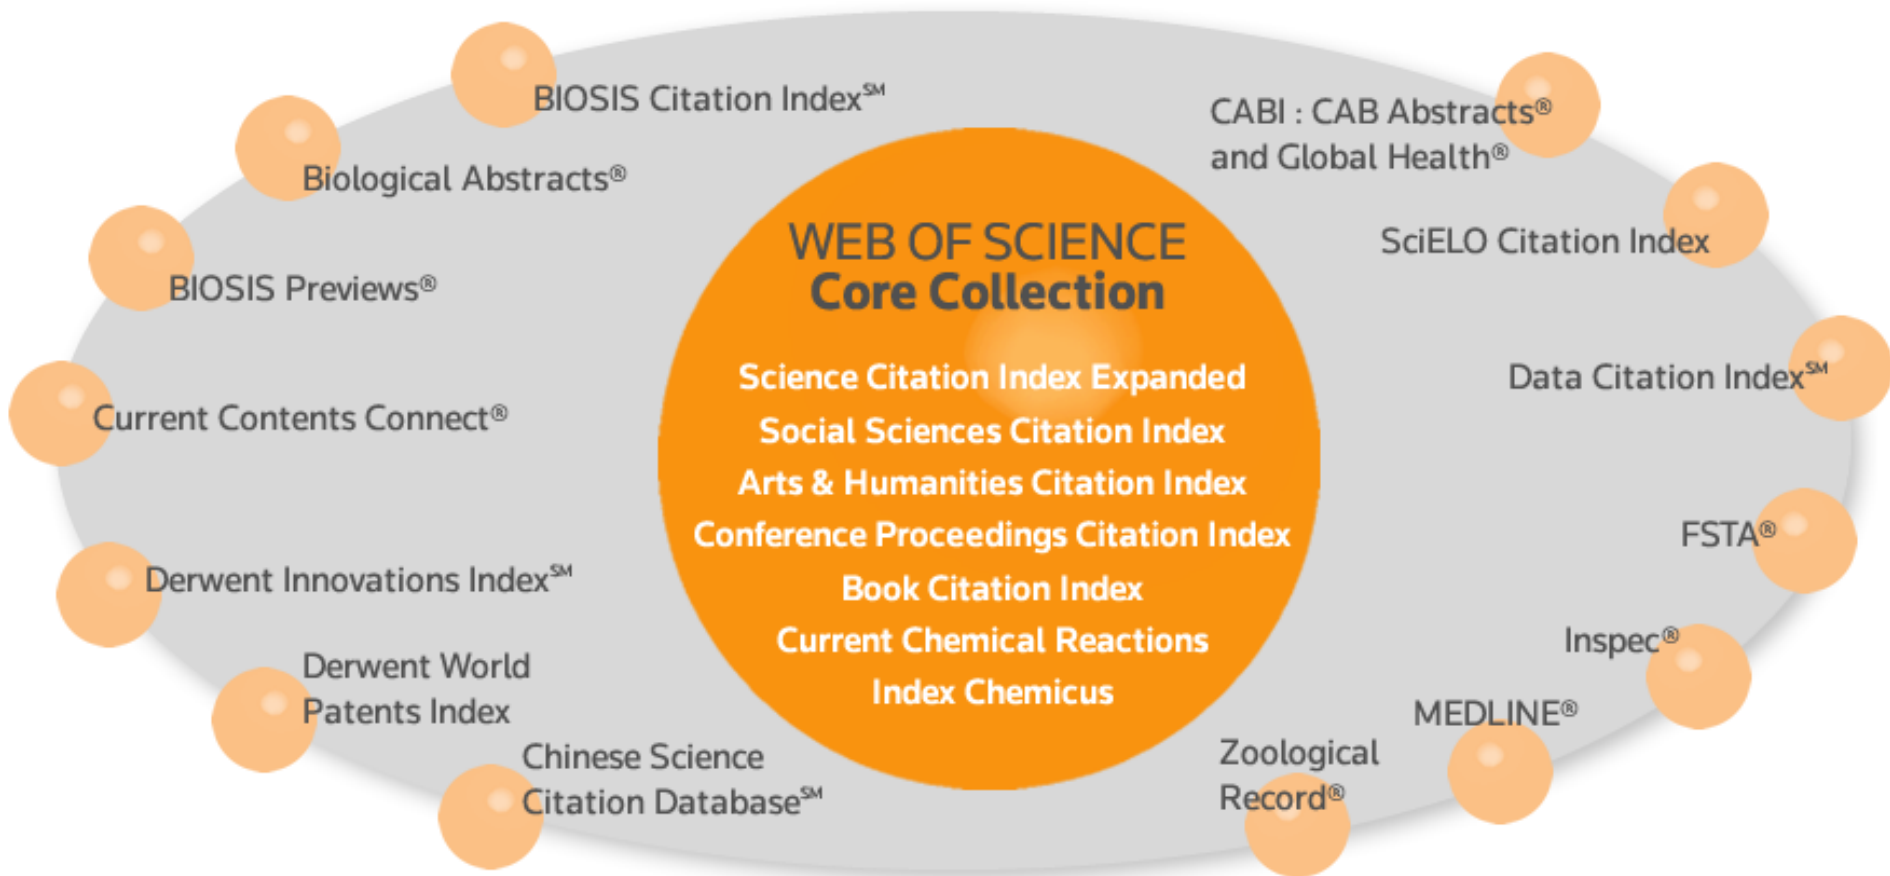 BIOSIS Citation Index℠
CABI : CAB Abstracts®
and Global Health®
Biological Abstracts®
SciELO Citation Index
BIOSIS Previews®
Data Citation Index℠
Current Contents Connect®
WEB OF SCIENCE
Core Collection
Science Citation Index Expanded
Social Sciences Citation Index
Arts & Humanities Citation Index
Conference Proceedings Citation Index
Book Citation Index
Current Chemical Reactions
Index Chemicus
FSTA®
Derwent Innovations Index℠
Inspec®
Derwent World
Patents Index
MEDLINE®
Chinese Science
Citation Database℠
Zoological
Record®